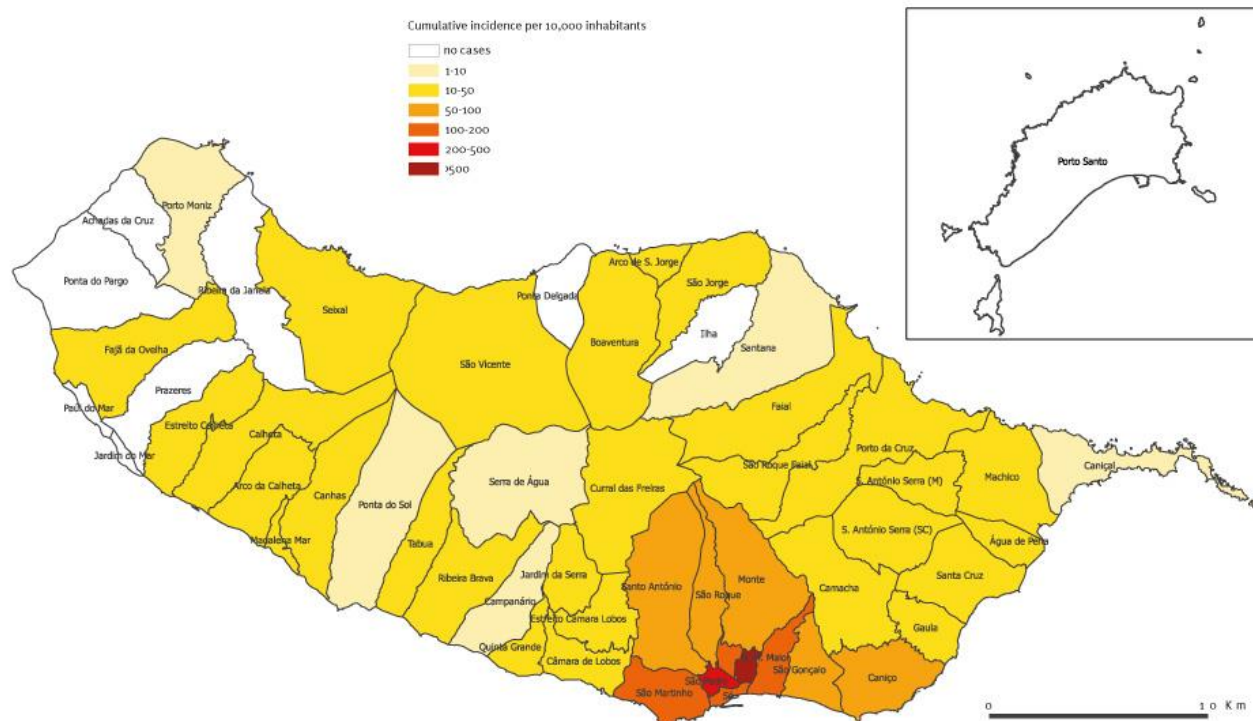 Cumulative incidence per 10,000 inhabitants
no cases
1-10
10-50
50-100
100-200
200-500
>500
Porto Santo
Porto Moniz
Achadas da Cruz
Ponta do Pargo
Ribeira da Janela
Seixal
Ponta Delgada
Arco de S. Jorge
São Jorge
Ilha
Boaventura
Santana
Fajã da Ovelha
São Vicente
Prazeres
Paul do Mar
Faial
Estreito Calheta
Calheta
Jardim do Mar
Porto da Cruz
São Roque Faial
Caniçal
Machico
Arco da Calheta
Canhas
Serra de Água
Curral das Freiras
S. António Serra (M)
Ponta do Sol
S. António Serra (SC)
Magdalena Mar
Tabua
Água de Pena
Ribeira Brava
Jardim da Serra
Santo António
Monte
São Roque
Camacha
Santa Cruz
Campanário
Estreito Câmara Lobos
Gaula
Quinta Grande
Câmara de Lobos
Maior
São Gonçalo
Caniço
São Martinho
Sé
0 10 Km